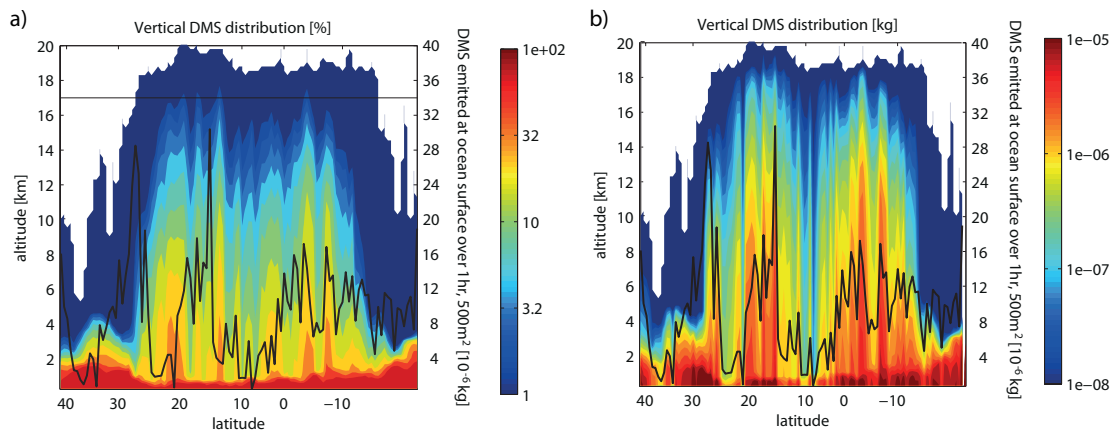 a)
Vertical DMS distribution [%]
20
18
16
14
12
10
8
6
4
2
altitude [km]
40
36
32
28
24
20
16
12
8
4
DMS emitted at ocean surface over 1hr, 500m² [10⁻⁶ kg]
1e+02
32
10
3.2
1
40 30 20 10 0 −10
latitude
b)
Vertical DMS distribution [kg]
20
18
16
14
12
10
8
6
4
2
altitude [km]
40
36
32
28
24
20
16
12
8
4
DMS emitted at ocean surface over 1hr, 500m² [10⁻⁶ kg]
1e−05
1e−06
1e−07
1e−08
40 30 20 10 0 −10
latitude